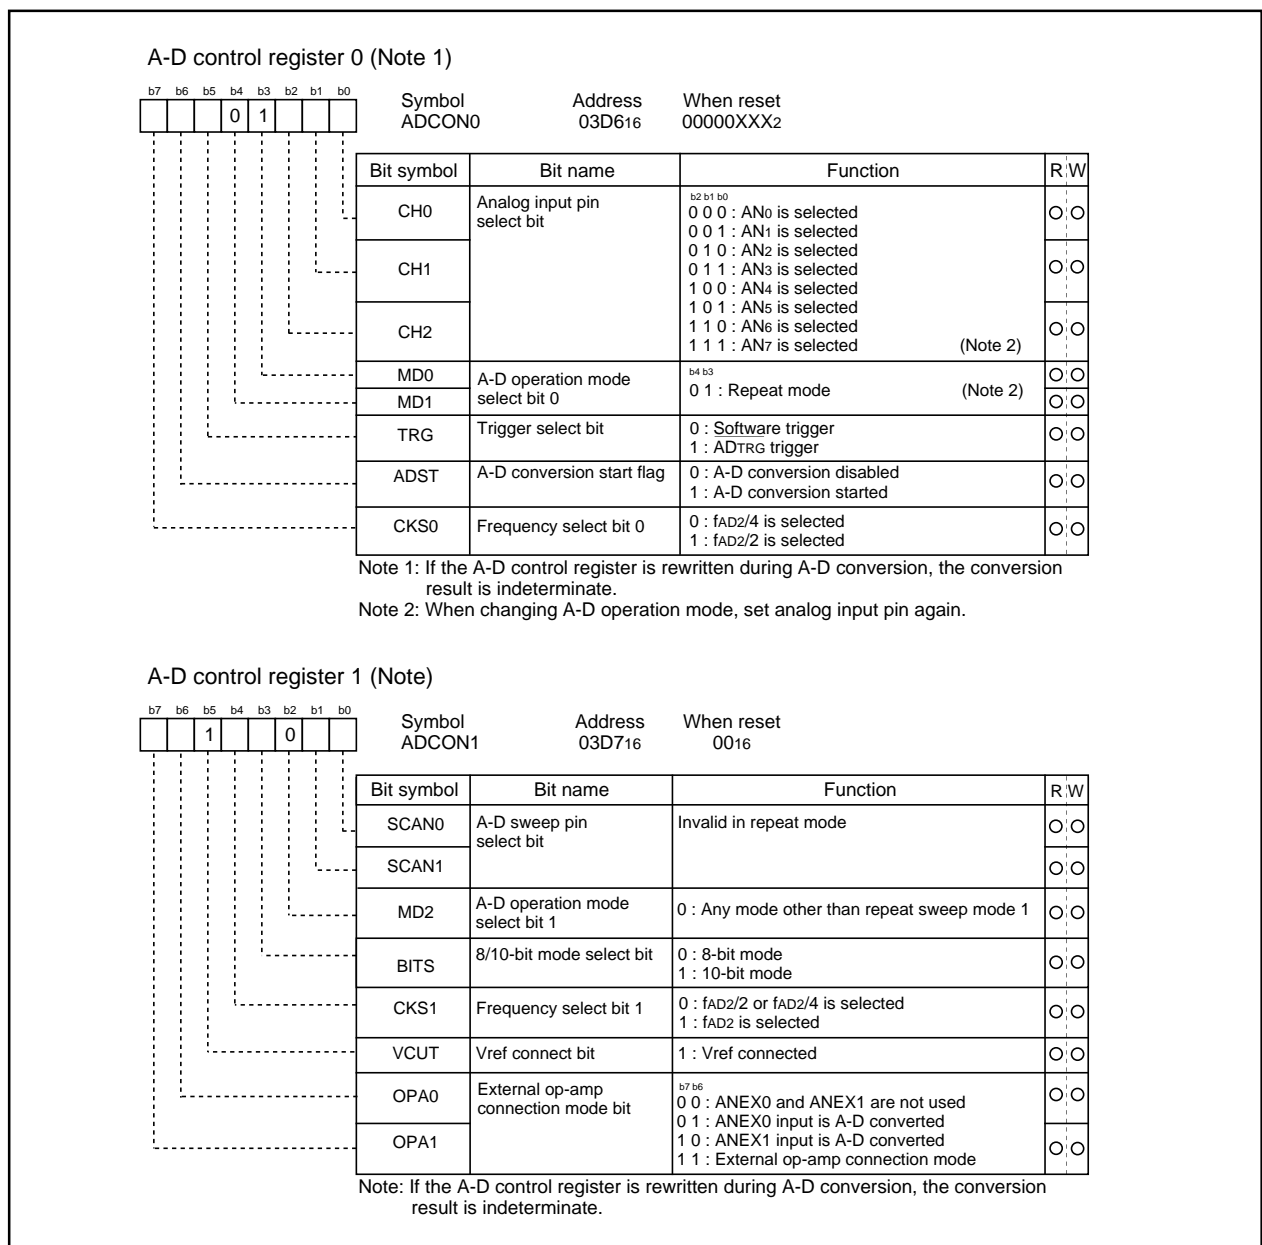 A-D control register 0 (Note 1)
b7 b6 b5 b4 b3 b2 b1 b0
0 1
Symbol Address When reset
ADCON0 03D616 00000XXX2
Bit symbol Bit name Function R W
CH0 Analog input pin select bit
b2 b1 b0
0 0 0 : AN0 is selected
0 0 1 : AN1 is selected
0 1 0 : AN2 is selected
CH1
0 1 1 : AN3 is selected
1 0 0 : AN4 is selected
1 0 1 : AN5 is selected
CH2
1 1 0 : AN6 is selected
1 1 1 : AN7 is selected (Note 2)
MD0 A-D operation mode select bit 0
b4 b3
0 1 : Repeat mode (Note 2)
MD1
TRG Trigger select bit
0 : Software trigger
1 : ADTRG trigger
ADST A-D conversion start flag
0 : A-D conversion disabled
1 : A-D conversion started
CKS0 Frequency select bit 0
0 : fAD2/4 is selected
1 : fAD2/2 is selected
Note 1: If the A-D control register is rewritten during A-D conversion, the conversion
result is indeterminate.
Note 2: When changing A-D operation mode, set analog input pin again.
A-D control register 1 (Note)
b7 b6 b5 b4 b3 b2 b1 b0
1 0
Symbol Address When reset
ADCON1 03D716 0016
Bit symbol Bit name Function R W
SCAN0 A-D sweep pin select bit
Invalid in repeat mode
SCAN1
MD2 A-D operation mode select bit 1
0 : Any mode other than repeat sweep mode 1
BITS 8/10-bit mode select bit
0 : 8-bit mode
1 : 10-bit mode
CKS1 Frequency select bit 1
0 : fAD2/2 or fAD2/4 is selected
1 : fAD2 is selected
VCUT Vref connect bit
1 : Vref connected
OPA0 External op-amp connection mode bit
b7 b6
0 0 : ANEX0 and ANEX1 are not used
0 1 : ANEX0 input is A-D converted
OPA1
1 0 : ANEX1 input is A-D converted
1 1 : External op-amp connection mode
Note: If the A-D control register is rewritten during A-D conversion, the conversion
result is indeterminate.